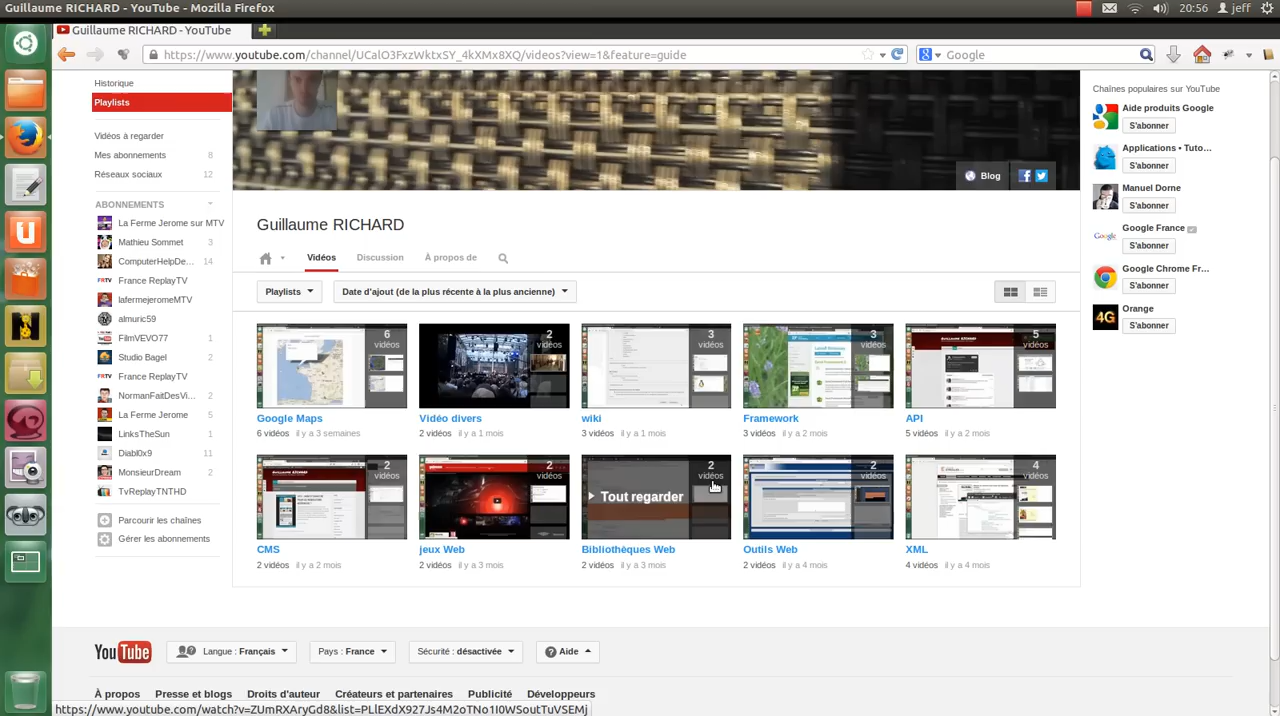 Guillaume RICHARD - YouTube - Mozilla Firefox
20:56 jeff
Guillaume RICHARD - YouTube
https://www.youtube.com/channel/UCalO3FzxWktxSY_4kXMx8XQ/videos?view=1&feature=guide
Google
Historique
Playlists
Vidéos à regarder
Mes abonnements 8
Réseaux sociaux 12
ABONNEMENTS
La Ferme Jerome sur MTV
Mathieu Sommet 3
ComputerHelpDe... 14
France ReplayTV
lafermejeromeMTV
almuric59
FilmVEVO77 1
Studio Bagel 2
France ReplayTV
NormanFaitDesVi... 2
La Ferme Jerome 5
LinksTheSun 1
Diabl0x9 11
MonsieurDream 2
TvReplayTNTHD
Parcourir les chaînes
Gérer les abonnements
Blog
Guillaume RICHARD
Vidéos Discussion À propos de
Playlists Date d'ajout (de la plus récente à la plus ancienne)
6 vidéos
2 vidéos
3 vidéos
3 vidéos
5 vidéos
Google Maps Vidéo divers wiki Framework API
6 vidéos il y a 3 semaines 2 vidéos il y a 1 mois 3 vidéos il y a 1 mois 3 vidéos il y a 2 mois 5 vidéos il y a 2 mois
2 vidéos
2 vidéos
Tout regarder
2 vidéos
2 vidéos
4 vidéos
CMS jeux Web Bibliothèques Web Outils Web XML
2 vidéos il y a 2 mois 2 vidéos il y a 3 mois 2 vidéos il y a 3 mois 2 vidéos il y a 4 mois 4 vidéos il y a 4 mois
Chaînes populaires sur YouTube
Aide produits Google
S'abonner
Applications • Tuto...
S'abonner
Manuel Dorne
S'abonner
Google France
S'abonner
Google Chrome Fr...
S'abonner
Orange
4G
S'abonner
YouTube Langue : Français Pays : France Sécurité : désactivée Aide
À propos Presse et blogs Droits d'auteur Créateurs et partenaires Publicité Développeurs
https://www.youtube.com/watch?v=ZUmRXAryGd8&list=PLlEXdX927Js4M2oTNo1I0WSoutTuVSEMj